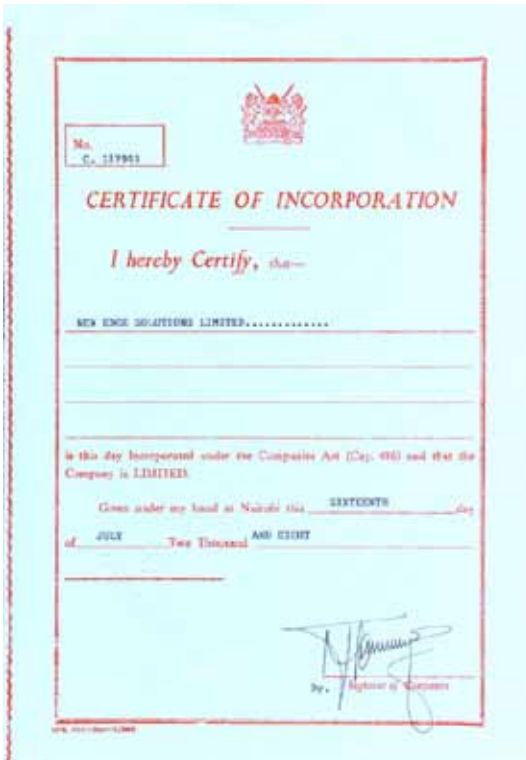 No.
CERTIFICATE OF INCORPORATION
I hereby Certify, that—
NEW EDGE SOLUTIONS LIMITED.............
is this day Incorporated under the Companies Act (Cap. 486) and that the
Company is LIMITED.
Given under my hand at Nairobi this SIXTEENTH day
of JULY Two Thousand AND EIGHT
Dp. Registrar of Companies